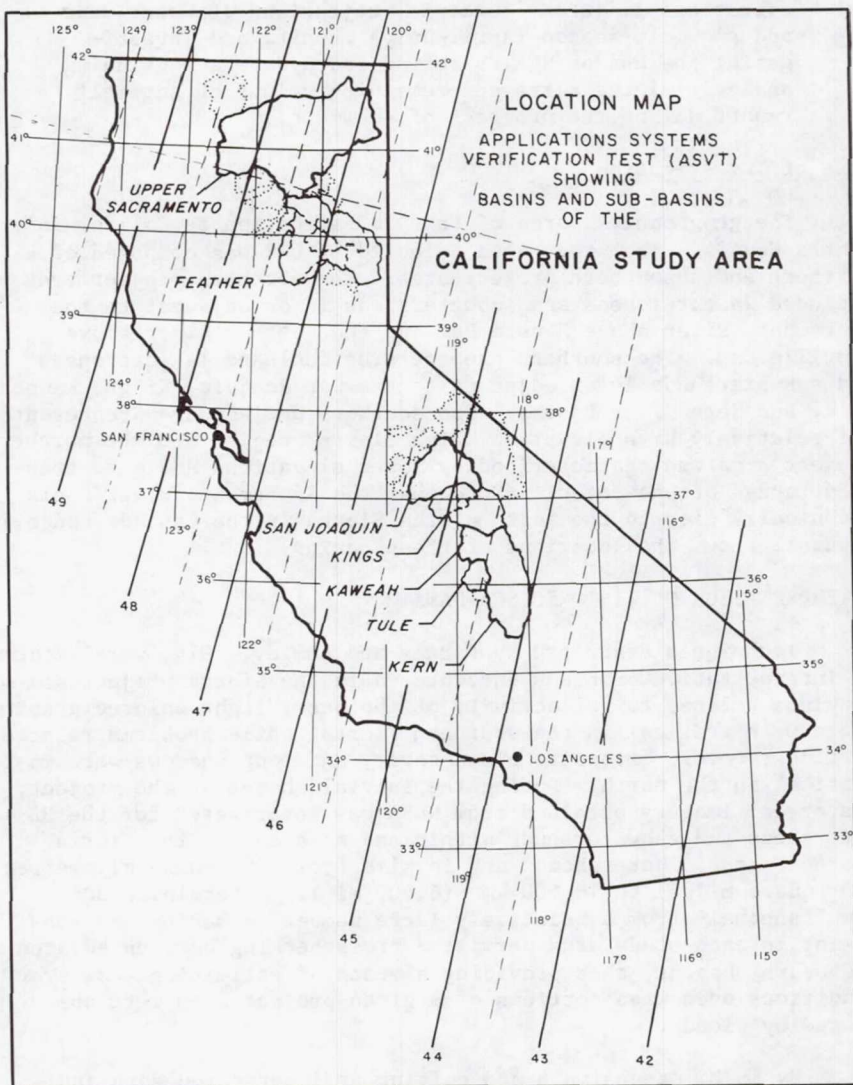 125°
124°
1239
122°
121°
120°
42°
42°
41°
41°
40°
40°
39°
39°
LOCATION MAP
APPLICATIONS SYSTEMS
VERIFICATION TEST (ASVT)
SHOWING
BASINS AND SUB-BASINS
OF THE
CALIFORNIA STUDY AREA
UPPER
SACRAMENTO
FEATHER
119°
118°
124°
38°
38°
117°
SAN FRANCISCO
49
37°
37°
123°
116°
SAN JOAQUIN
KINGS
KAWEAH
TULE
KERN
36°
36°
115°
48
122°
35°
35°
47
34°
34°
LOS ANGELES
121°
46
120°
33°
33°
119°
45
118°
117°
116°
115°
44
43
42